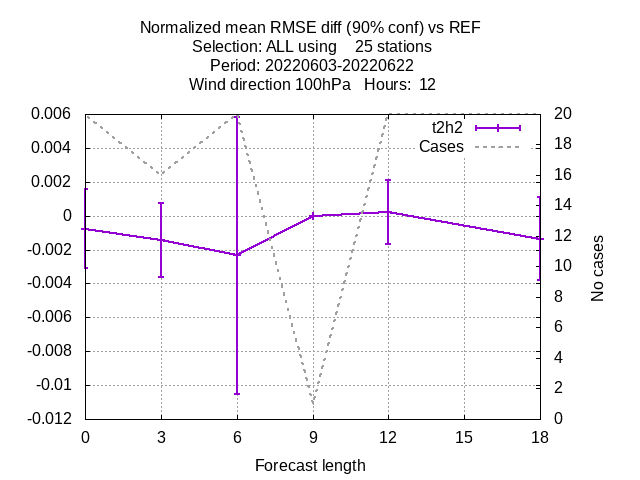 Normalized mean RMSE diff (90% conf) vs REF
Selection: ALL using    25 stations
Period: 20220603-20220622
Wind direction 100hPa   Hours:  12
t2h2
Cases
0.006
0.004
0.002
0
-0.002
-0.004
-0.006
-0.008
-0.01
-0.012
20
18
16
14
12
10
8
6
4
2
0
No cases
0 3 6 9 12 15 18
Forecast length